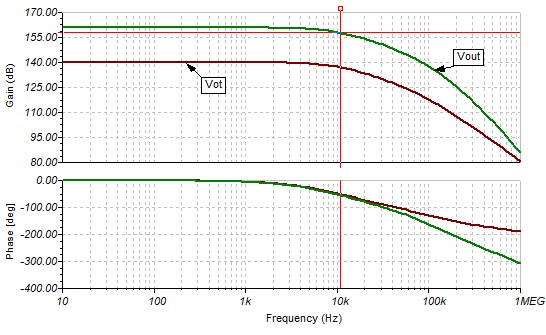 170.00
155.00
140.00
125.00
110.00
95.00
80.00
Gain (dB)
Vot
Vout
0.00
-100.00
-200.00
-300.00
-400.00
Phase [deg]
10
100
1k
10k
100k
1MEG
Frequency (Hz)